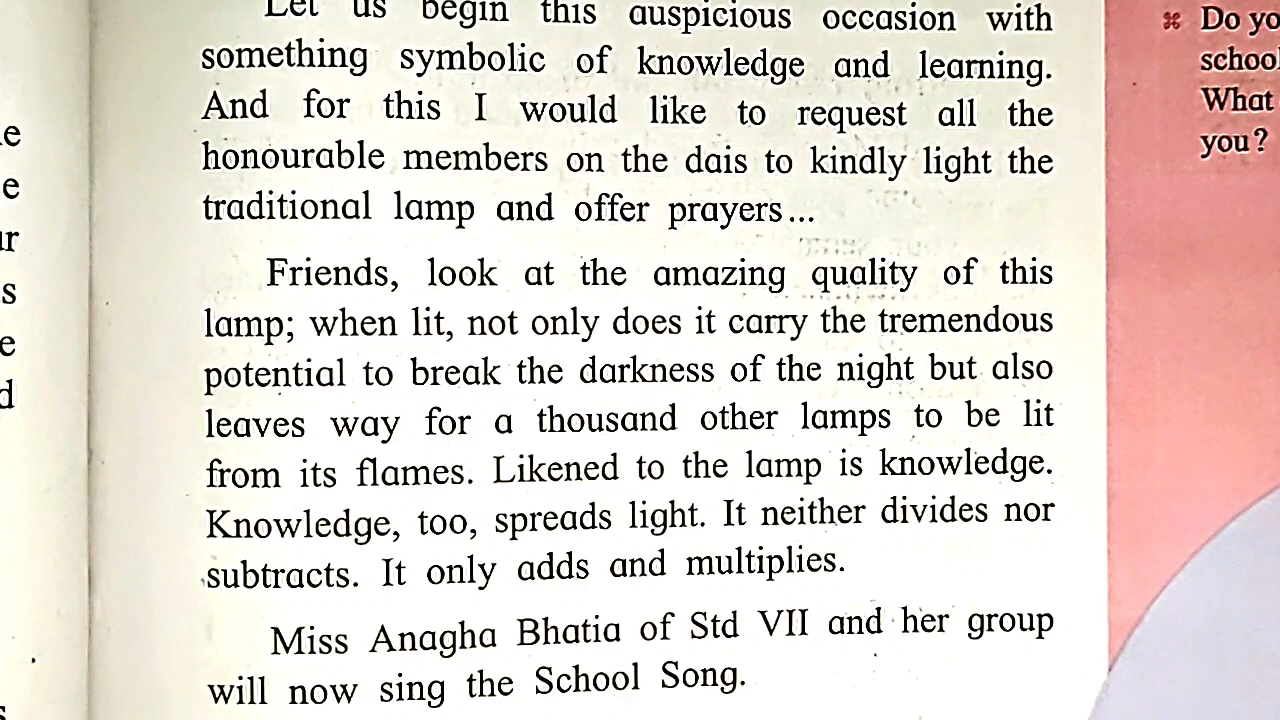 Let us begin this auspicious occasion with
something symbolic of knowledge and learning.
And for this I would like to request all the
honourable members on the dais to kindly light the
traditional lamp and offer prayers...
Friends, look at the amazing quality of this
lamp; when lit, not only does it carry the tremendous
potential to break the darkness of the night but also
leaves way for a thousand other lamps to be lit
from its flames. Likened to the lamp is knowledge.
Knowledge, too, spreads light. It neither divides nor
subtracts. It only adds and multiplies.
Miss Anagha Bhatia of Std VII and her group
will now sing the School Song.
⌘ Do
What
you?